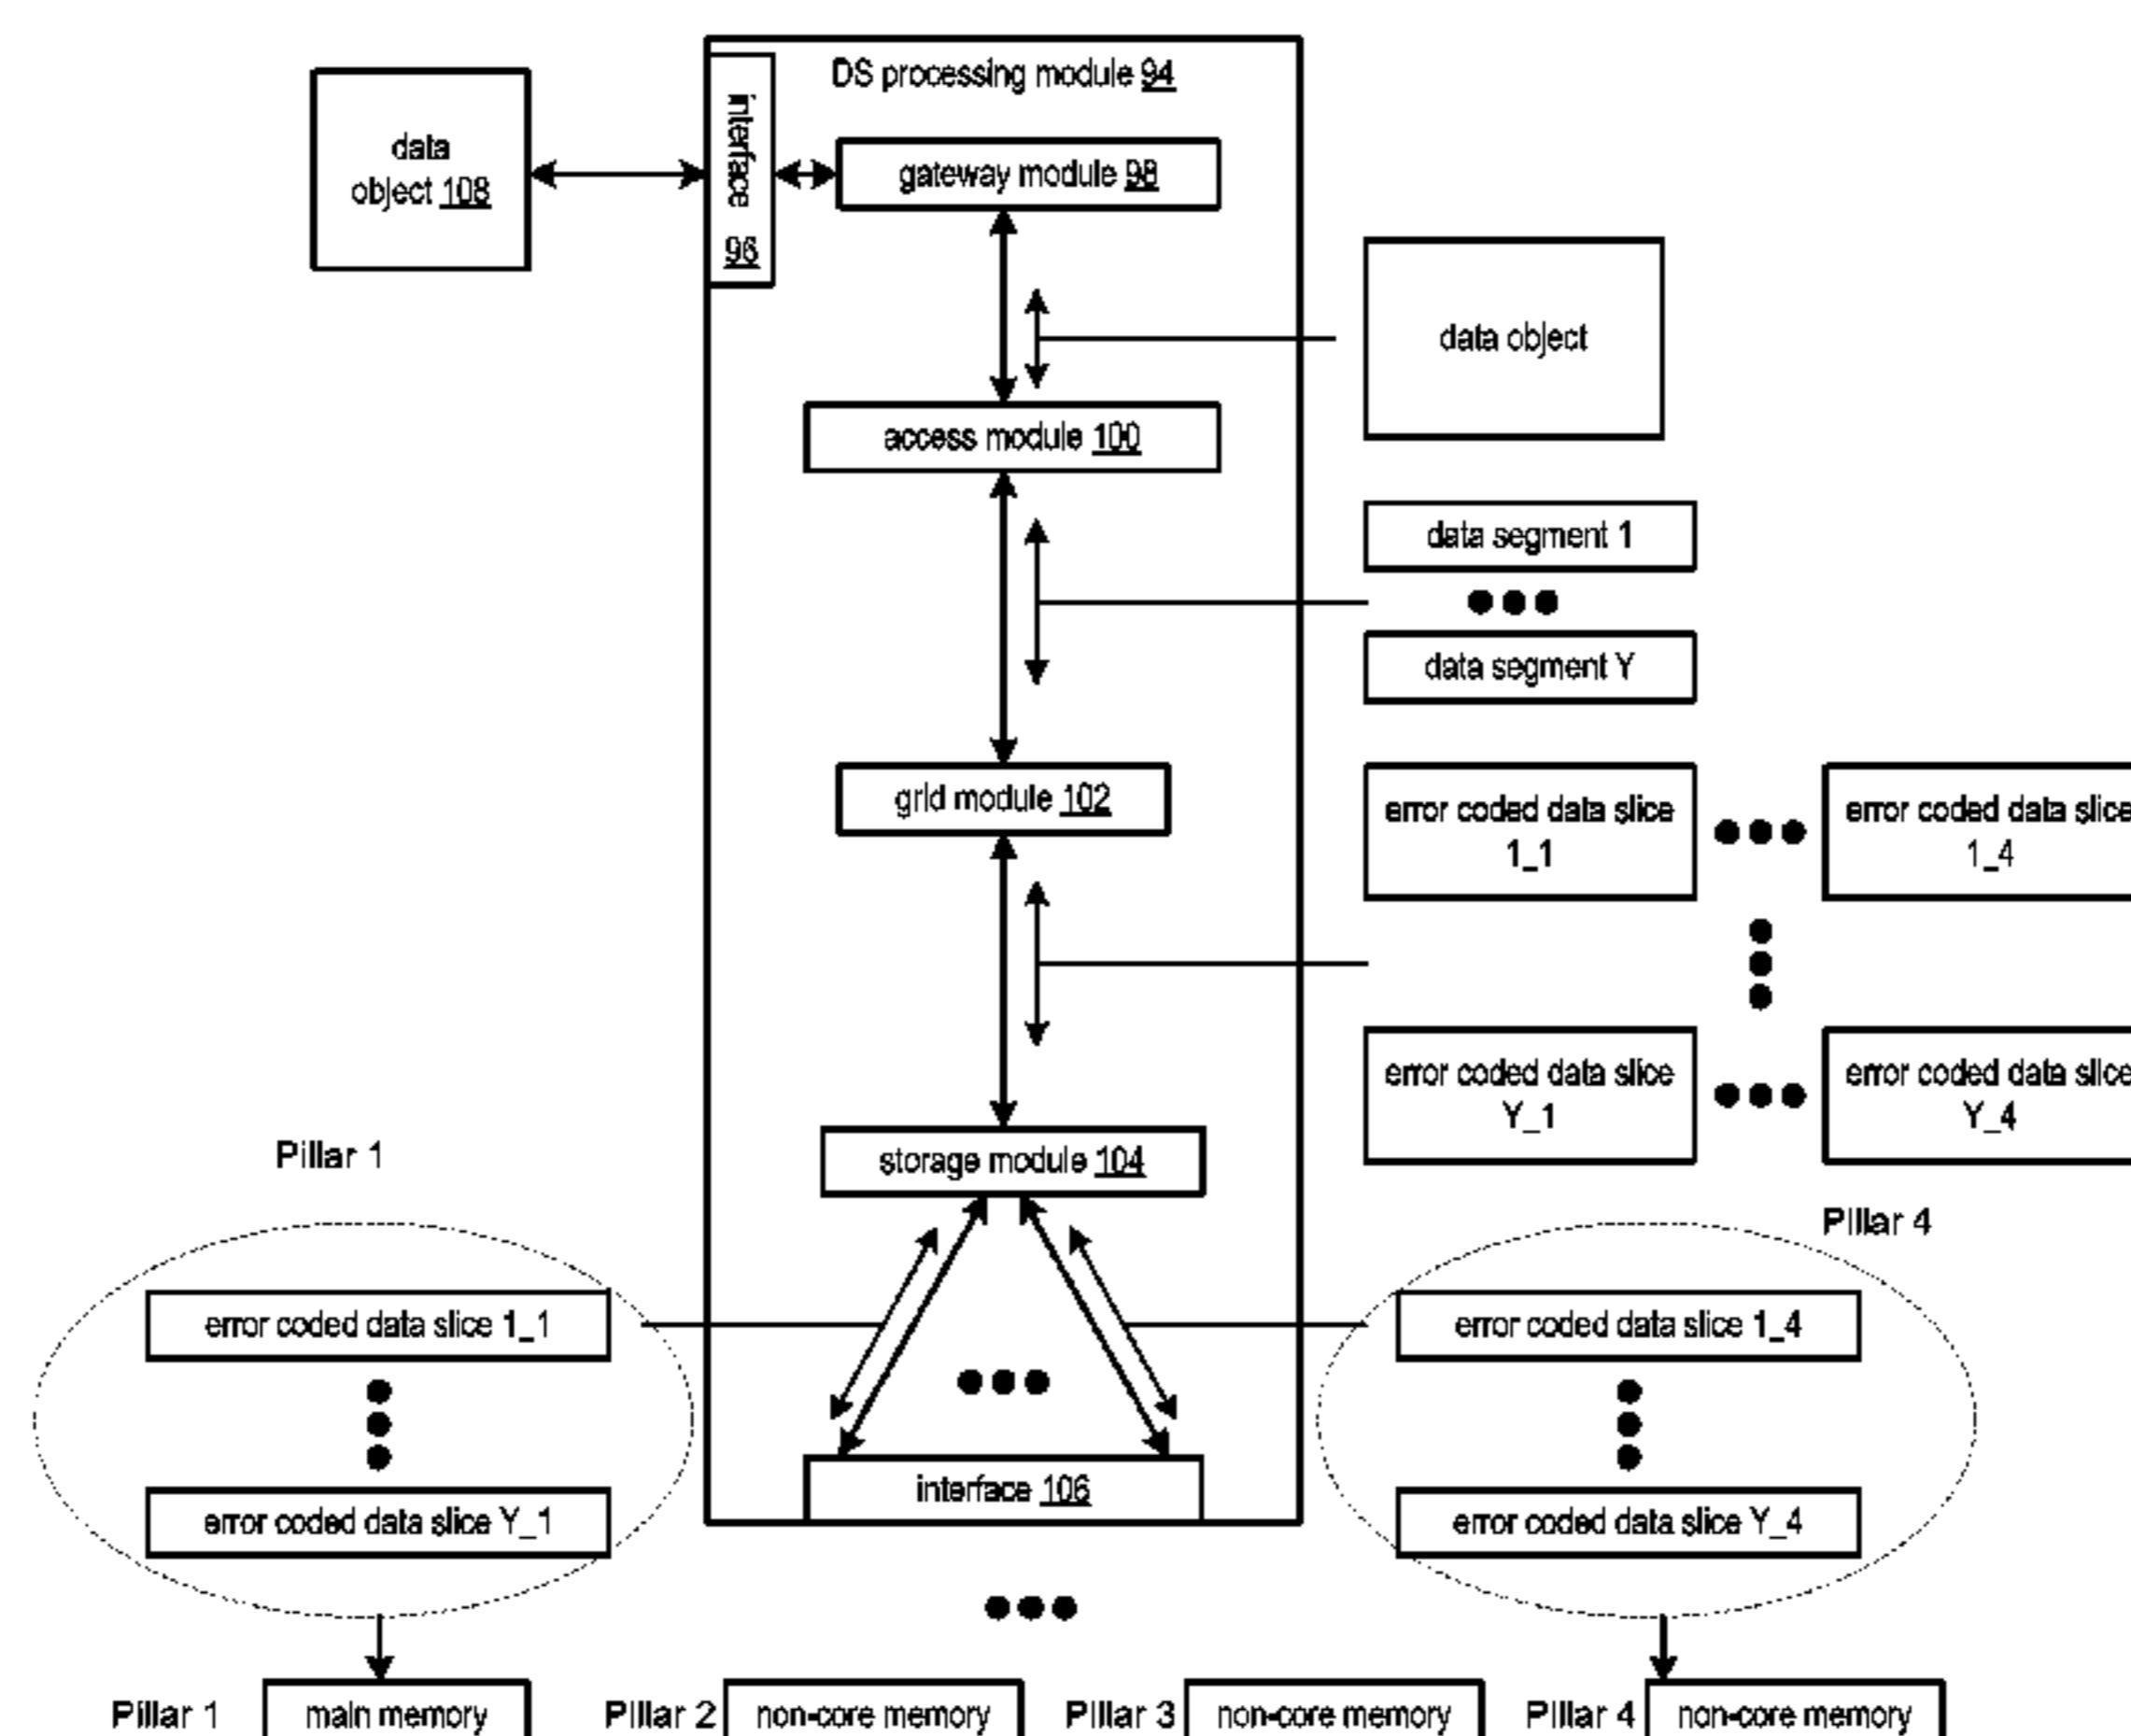 DS processing module 94
data
object 108
interface 96
gateway module 98
data object
access module 100
data segment 1
data segment Y
grid module 102
error coded data slice
1_1
error coded data slice
1_4
error coded data slice
Y_1
error coded data slice
Y_4
storage module 104
Pillar 1
Pillar 4
error coded data slice 1_1
error coded data slice 1_4
interface 106
error coded data slice Y_1
error coded data slice Y_4
Pillar 1
main memory
Pillar 2
non-core memory
Pillar 3
non-core memory
Pillar 4
non-core memory